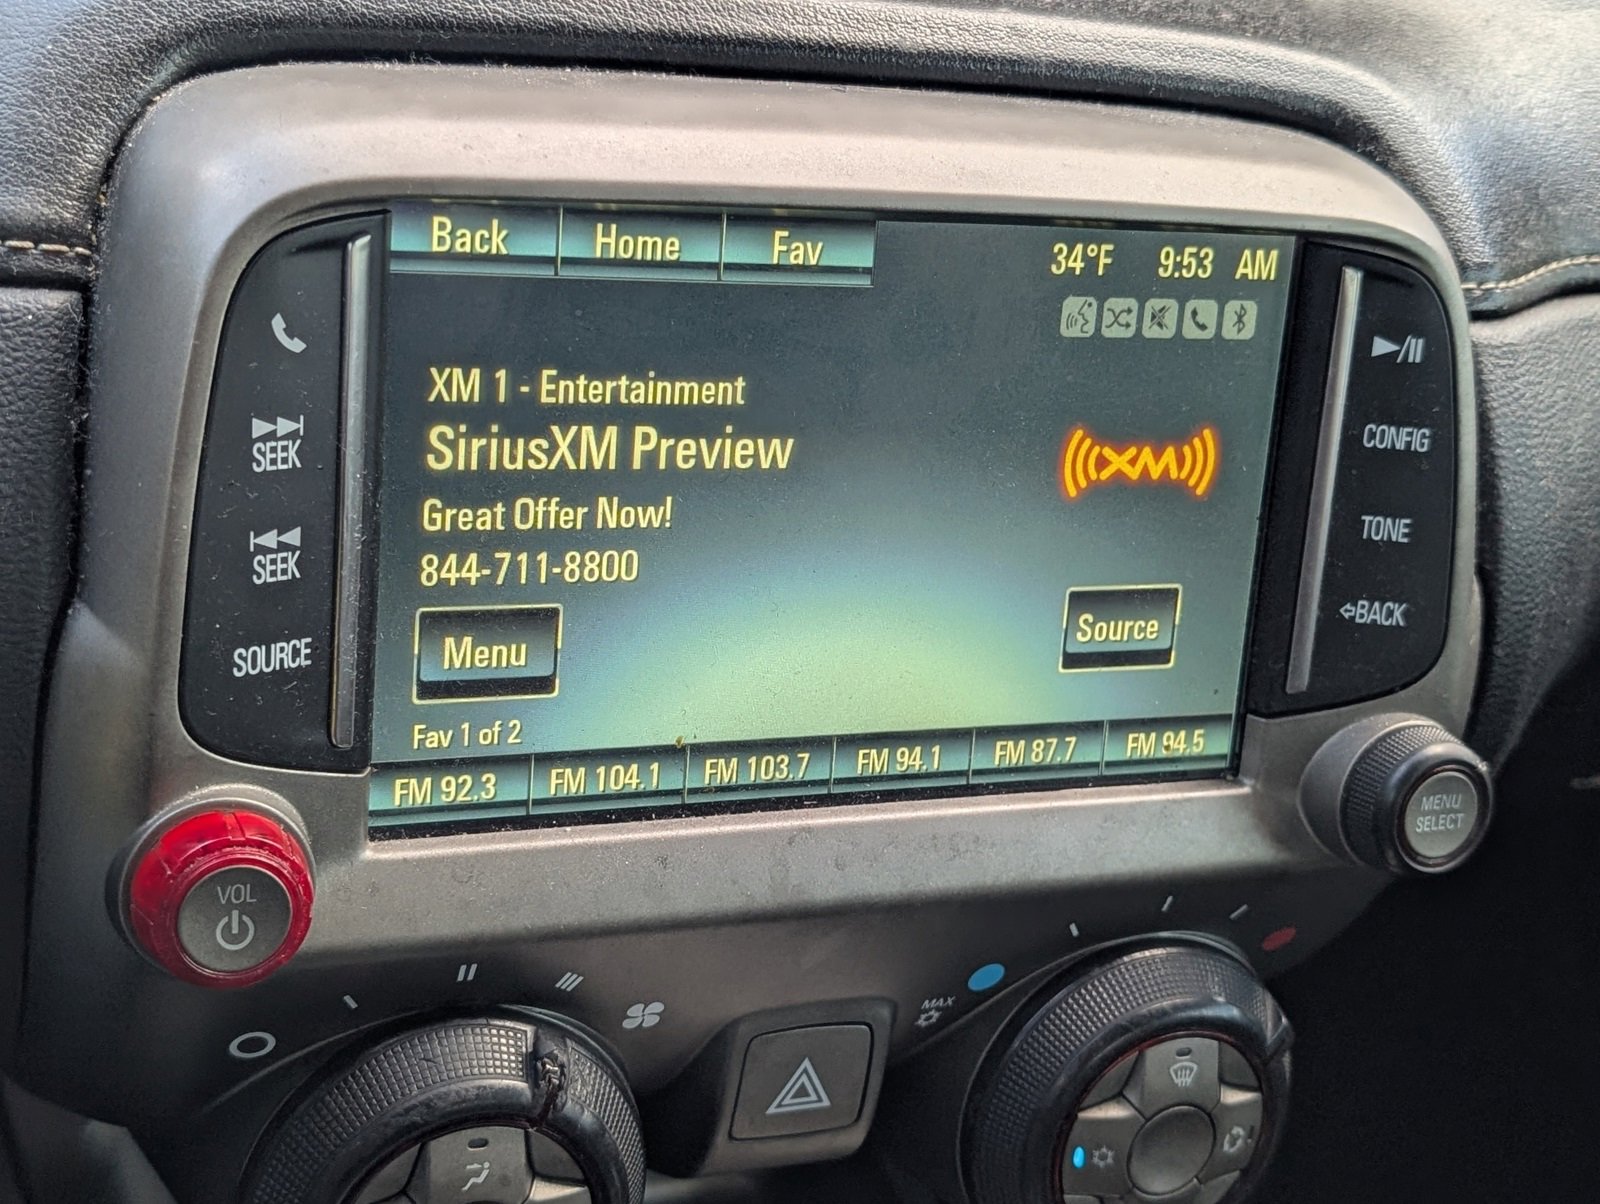 Back Home Fav 34°F 9:53 AM
XM 1 - Entertainment
SiriusXM Preview
XM
Great Offer Now!
844-711-8800
Menu
Source
Fav 1 of 2
FM 92.3 FM 104.1 FM 103.7 FM 94.1 FM 87.7 FM 94.5
SEEK
SEEK
SOURCE
CONFIG
TONE
BACK
VOL
MENU
SELECT
MAX